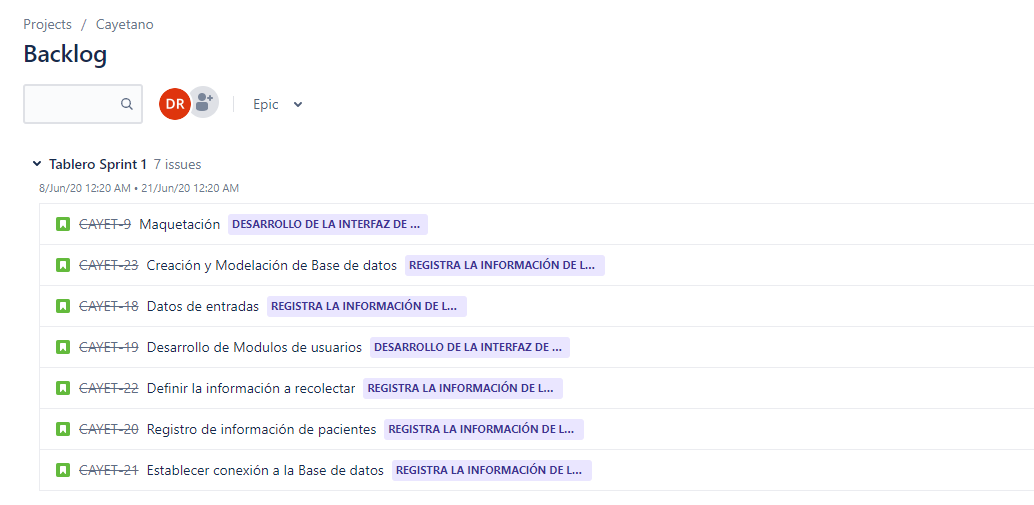 Projects / Cayetano
Backlog
DR
Epic
Tablero Sprint 1 7 issues
8/Jun/20 12:20 AM • 21/Jun/20 12:20 AM
CAYET-9 Maquetación DESARROLLO DE LA INTERFAZ DE ...
CAYET-23 Creación y Modelación de Base de datos REGISTRA LA INFORMACIÓN DE L...
CAYET-18 Datos de entradas REGISTRA LA INFORMACIÓN DE L...
CAYET-19 Desarrollo de Modulos de usuarios DESARROLLO DE LA INTERFAZ DE ...
CAYET-22 Definir la información a recolectar REGISTRA LA INFORMACIÓN DE L...
CAYET-20 Registro de información de pacientes REGISTRA LA INFORMACIÓN DE L...
CAYET-21 Establecer conexión a la Base de datos REGISTRA LA INFORMACIÓN DE L...